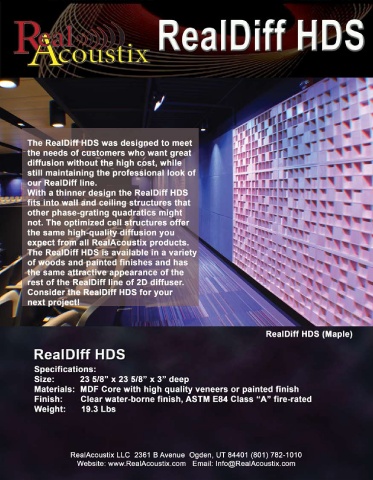 Real Acoustix
RealDiff HDS
The RealDiff HDS was designed to meet
the needs of customers who want great
diffusion without the high cost, while
still maintaining the professional look of
our RealDiff line.
With a thinner design the RealDiff HDS
fits into wall and ceiling structures that
other phase-grating quadratics might
not. The optimized cell structures offer
the same high-quality diffusion you
expect from all RealAcoustix products.
The RealDiff HDS is available in a variety
of woods and painted finishes and has
the same attractive appearance of the
rest of the RealDiff line of 2D diffuser.
Consider the RealDiff HDS for your
next project!
RealDiff HDS (Maple)
RealDIff HDS
Specifications:
Size: 23 5/8" x 23 5/8" x 3" deep
Materials: MDF Core with high quality veneers or painted finish
Finish: Clear water-borne finish, ASTM E84 Class "A" fire-rated
Weight: 19.3 Lbs
RealAcoustix LLC 2361 B Avenue Ogden, UT 84401 (801) 782-1010
Website: www.RealAcoustix.com Email: Info@RealAcoustix.com